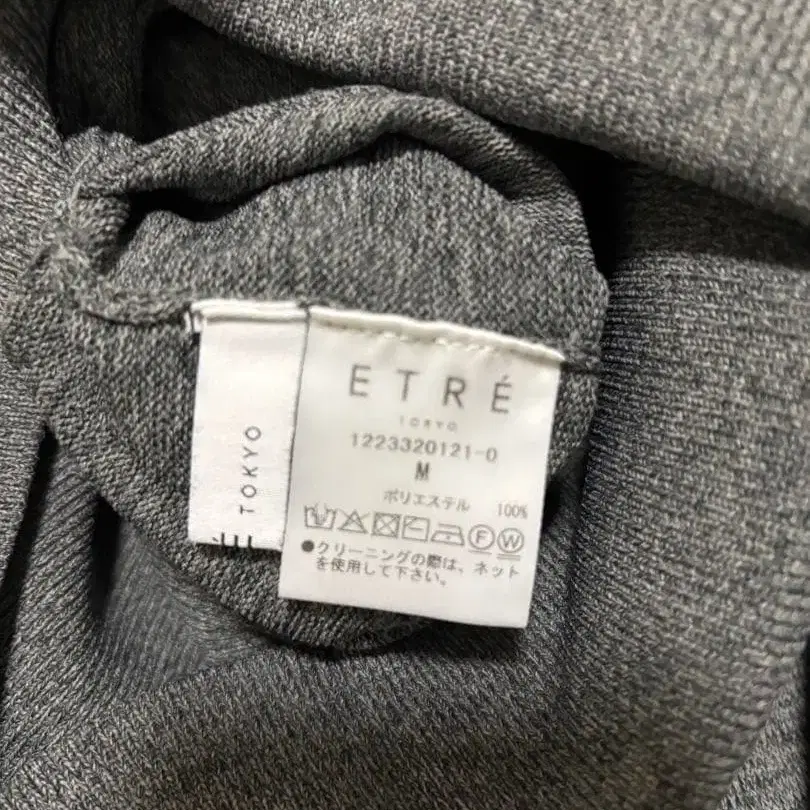 ETRÉ
TOKYO
1223320121-0
M
ポリエステル 100%
F W
●クリーニングの際は、ネット
を使用して下さい。
É TOKYO